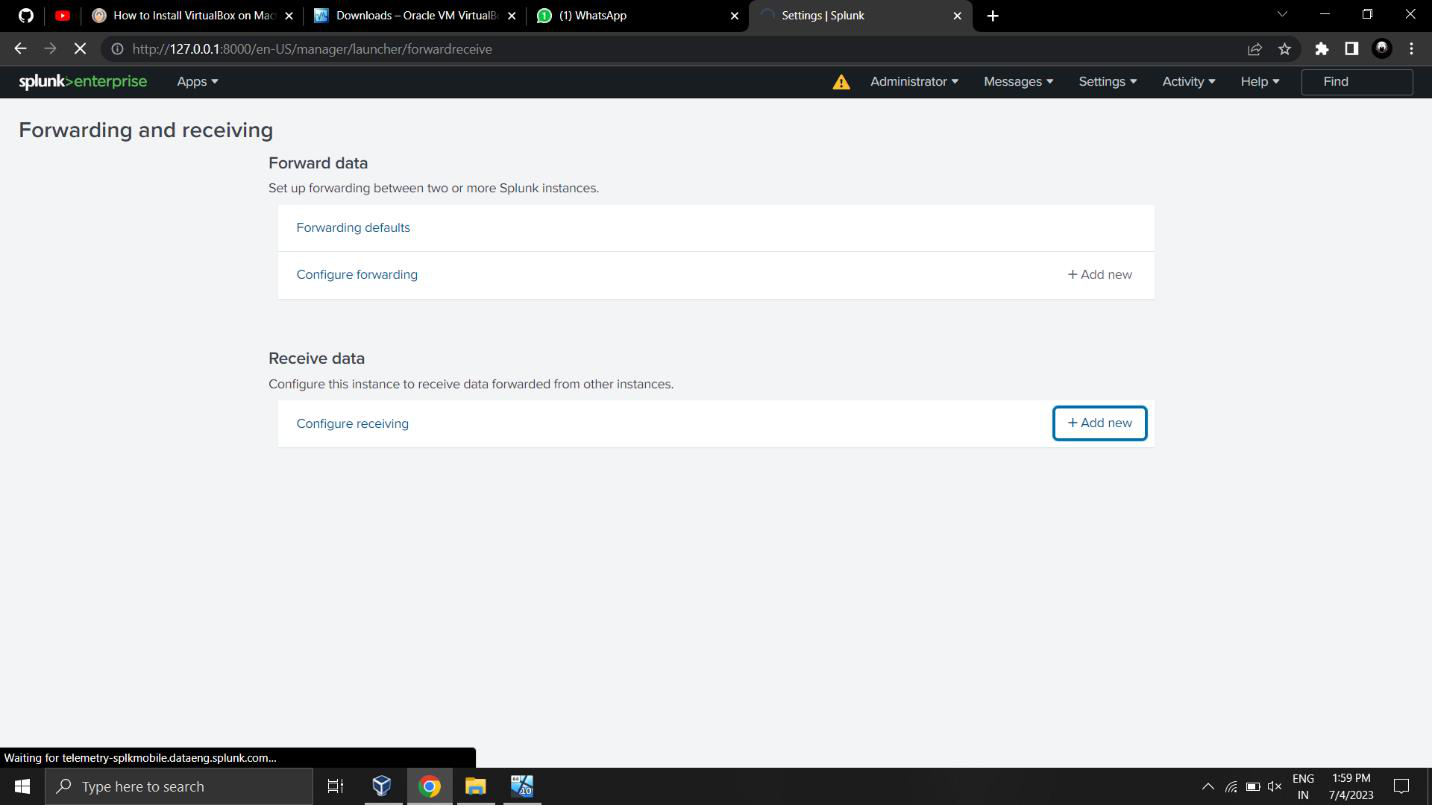 How to Install VirtualBox on Mac
Downloads – Oracle VM VirtualB
(1) WhatsApp
Settings | Splunk
http://127.0.0.1:8000/en-US/manager/launcher/forwardreceive
splunk>enterprise Apps Administrator Messages Settings Activity Help Find
Forwarding and receiving
Forward data
Set up forwarding between two or more Splunk instances.
Forwarding defaults
Configure forwarding + Add new
Receive data
Configure this instance to receive data forwarded from other instances.
Configure receiving + Add new
Waiting for telemetry-splkmobile.dataeng.splunk.com...
Type here to search
ENG
IN
1:59 PM
7/4/2023